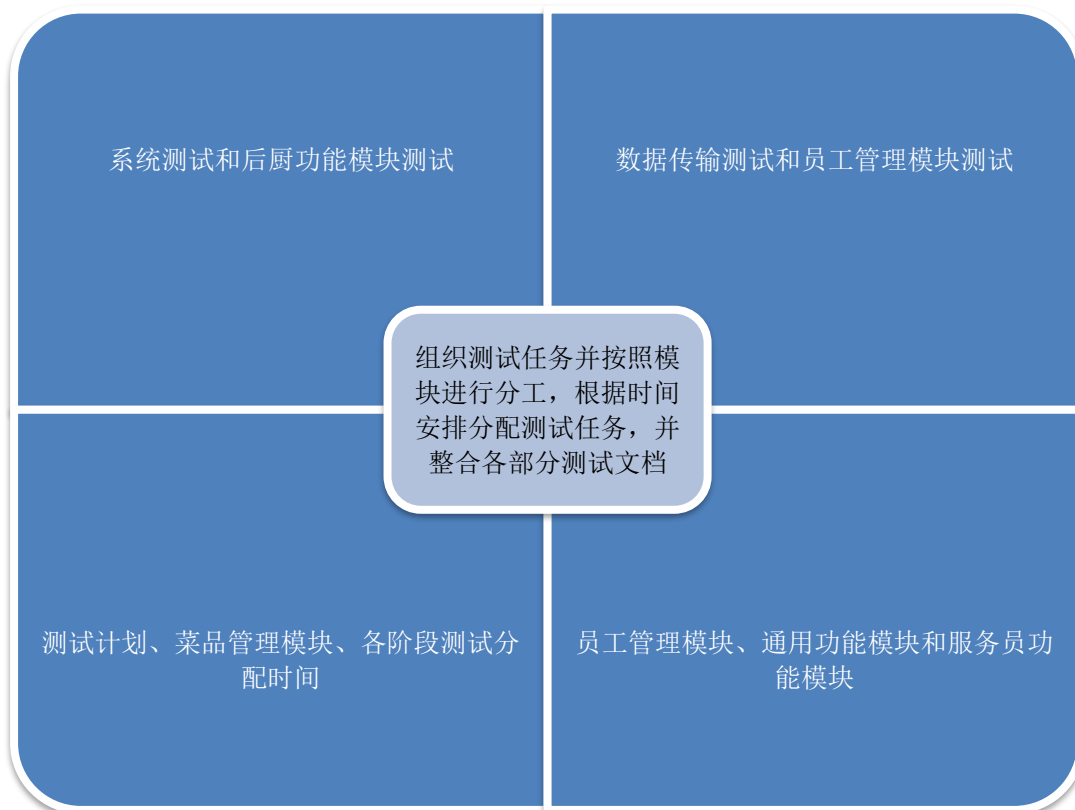 系统测试和后厨功能模块测试
数据传输测试和员工管理模块测试
组织测试任务并按照模
块进行分工，根据时间
安排分配测试任务，并
整合各部分测试文档
测试计划、菜品管理模块、各阶段测试分
配时间
员工管理模块、通用功能模块和服务员功
能模块